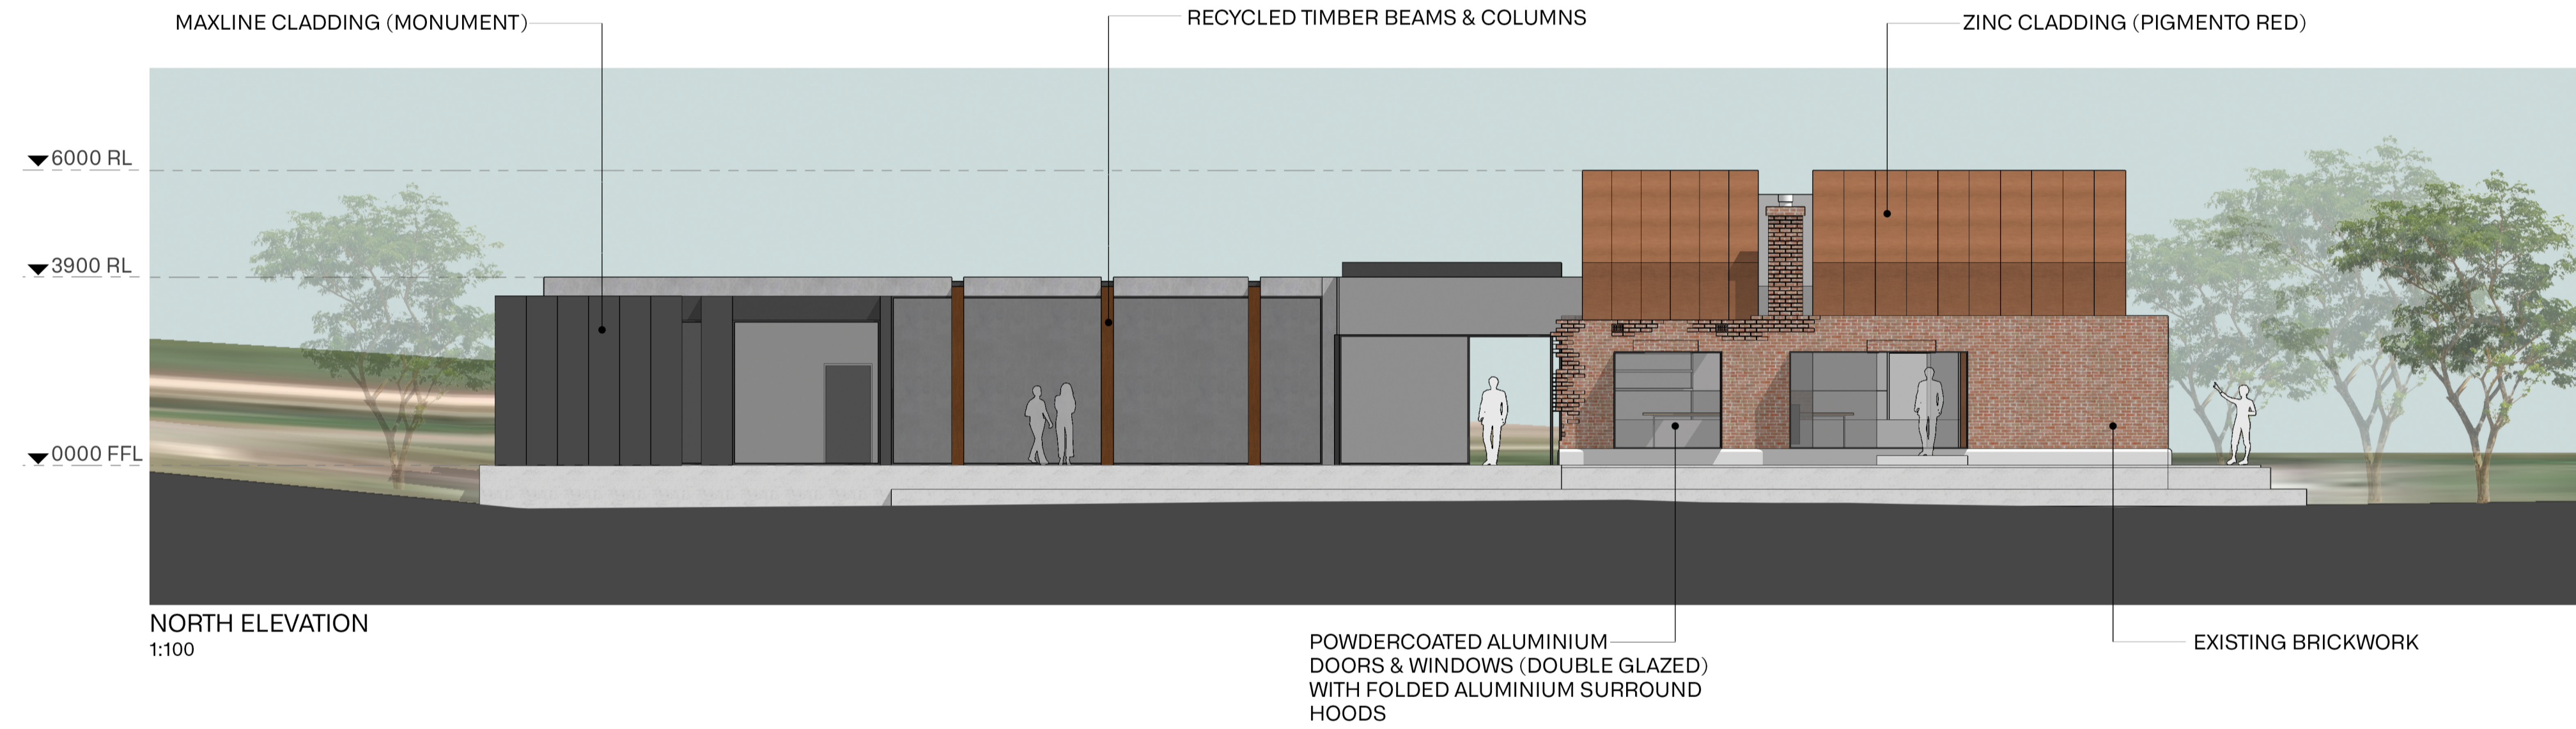 MAXLINE CLADDING (MONUMENT)
RECYCLED TIMBER BEAMS & COLUMNS
ZINC CLADDING (PIGMENTO RED)
6000 RL
3900 RL
0000 FFL
NORTH ELEVATION
1:100
POWDERCOATED ALUMINIUM
DOORS & WINDOWS (DOUBLE GLAZED)
WITH FOLDED ALUMINIUM SURROUND
HOODS
EXISTING BRICKWORK